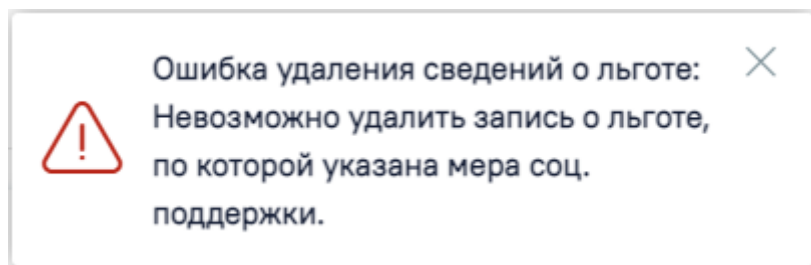 Ошибка удаления сведений о льготе:
Невозможно удалить запись о льготе,
по которой указана мера соц.
поддержки.